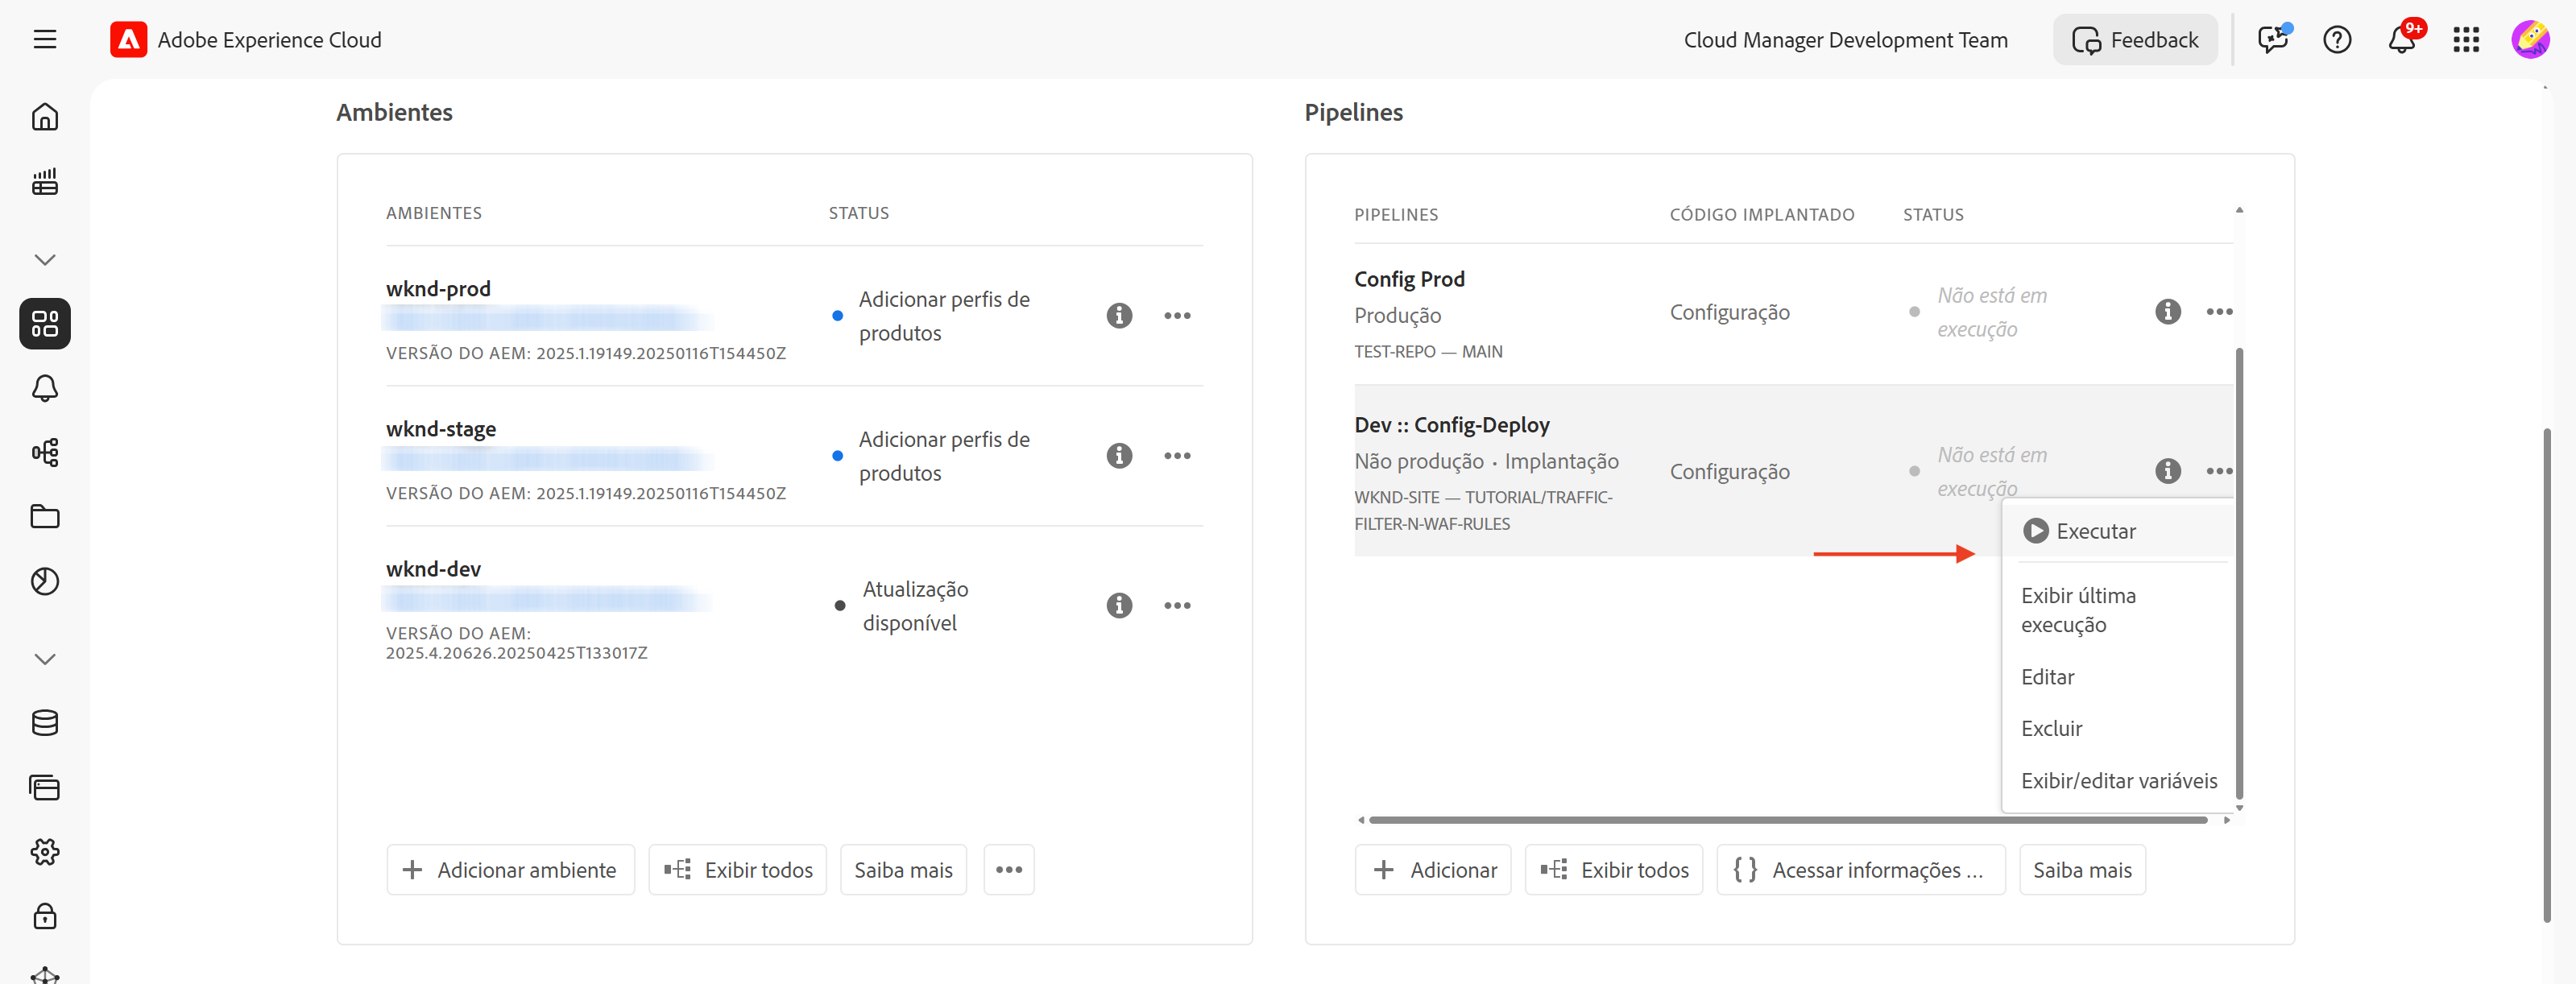 Adobe Experience Cloud
Cloud Manager Development Team
Feedback
9+
Ambientes
AMBIENTES
STATUS
wknd-prod
Adicionar perfis de
produtos
VERSÃO DO AEM: 2025.1.19149.20250116T154450Z
wknd-stage
Adicionar perfis de
produtos
VERSÃO DO AEM: 2025.1.19149.20250116T154450Z
wknd-dev
Atualização
disponível
VERSÃO DO AEM:
2025.4.20626.20250425T133017Z
Adicionar ambiente
Exibir todos
Saiba mais
Pipelines
PIPELINES
CÓDIGO IMPLANTADO
STATUS
Config Prod
Produção
TEST-REPO — MAIN
Configuração
Não está em
execução
Dev :: Config-Deploy
Não produção · Implantação
WKND-SITE — TUTORIAL/TRAFFIC-
FILTER-N-WAF-RULES
Configuração
Não está em
execução
Executar
Exibir última
execução
Editar
Excluir
Exibir/editar variáveis
Adicionar
Exibir todos
Acessar informações ...
Saiba mais